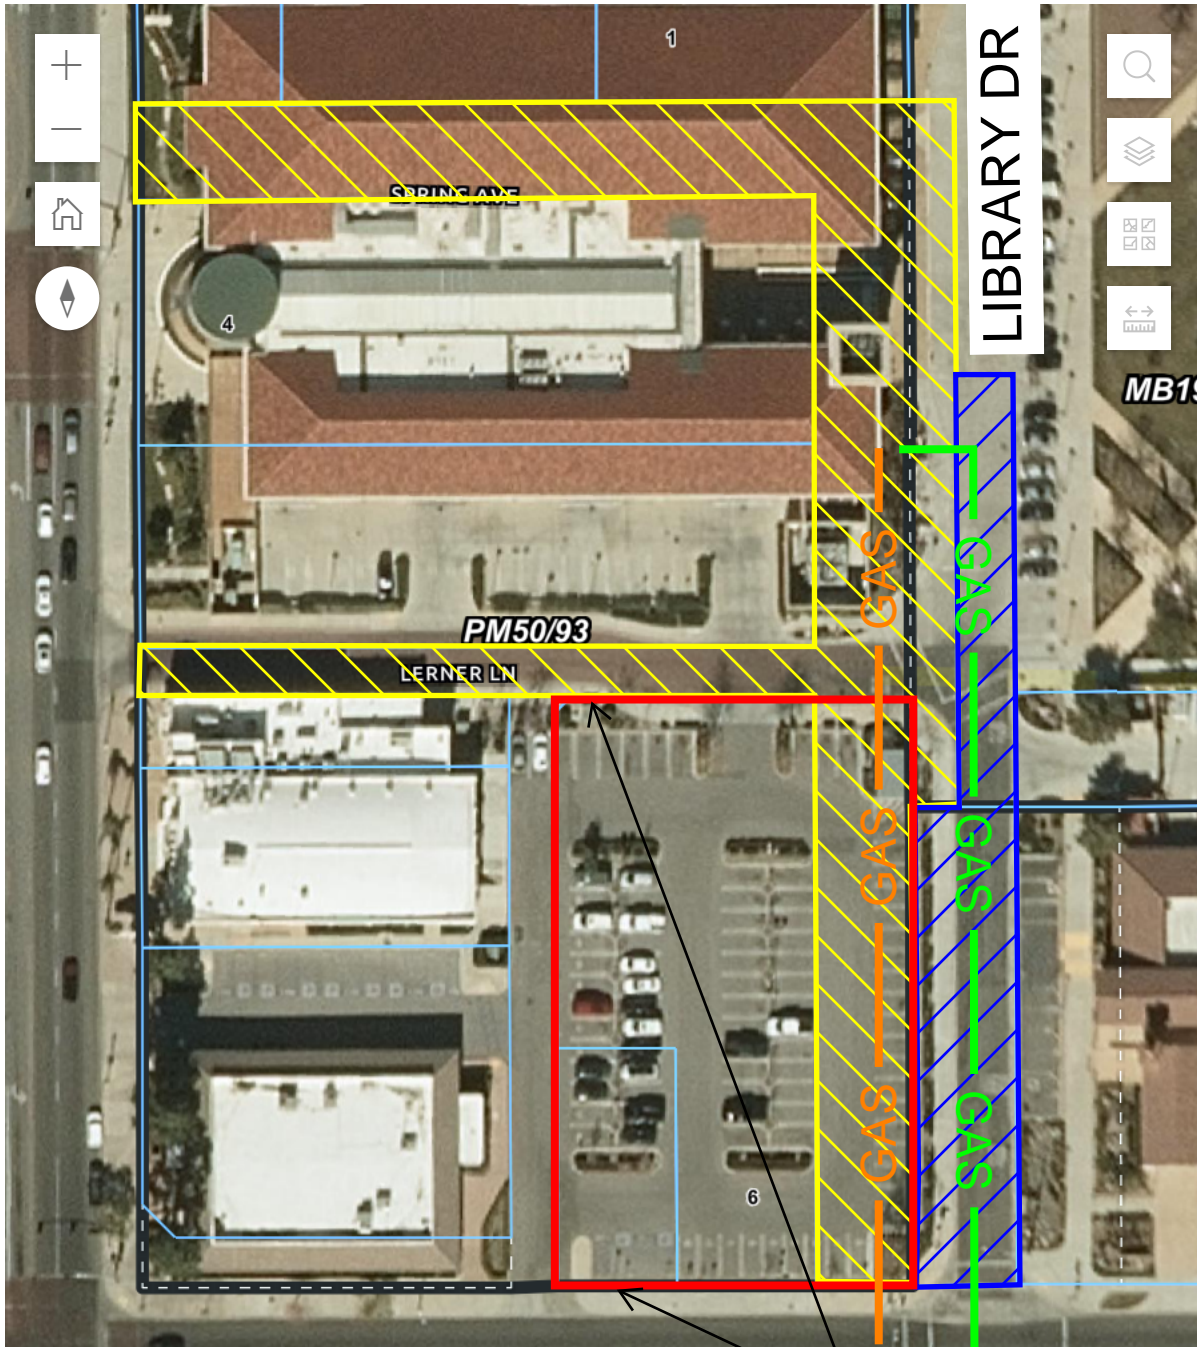 1
LIBRARY DR
SPRING AVE
4
MB19
GAS
GAS
PM50/93
LERNER LN
GAS
GAS
GAS
GAS
6